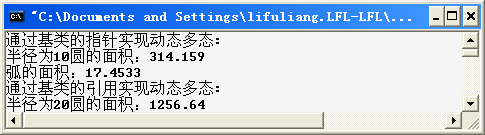 "C:\Documents and Settings\lifuliang.LFL-LFL\...
通过基类的指针实现动态多态:
半径为10圆的面积:314.159
弧的面积:17.4533
通过基类的引用实现动态多态:
半径为20圆的面积:1256.64